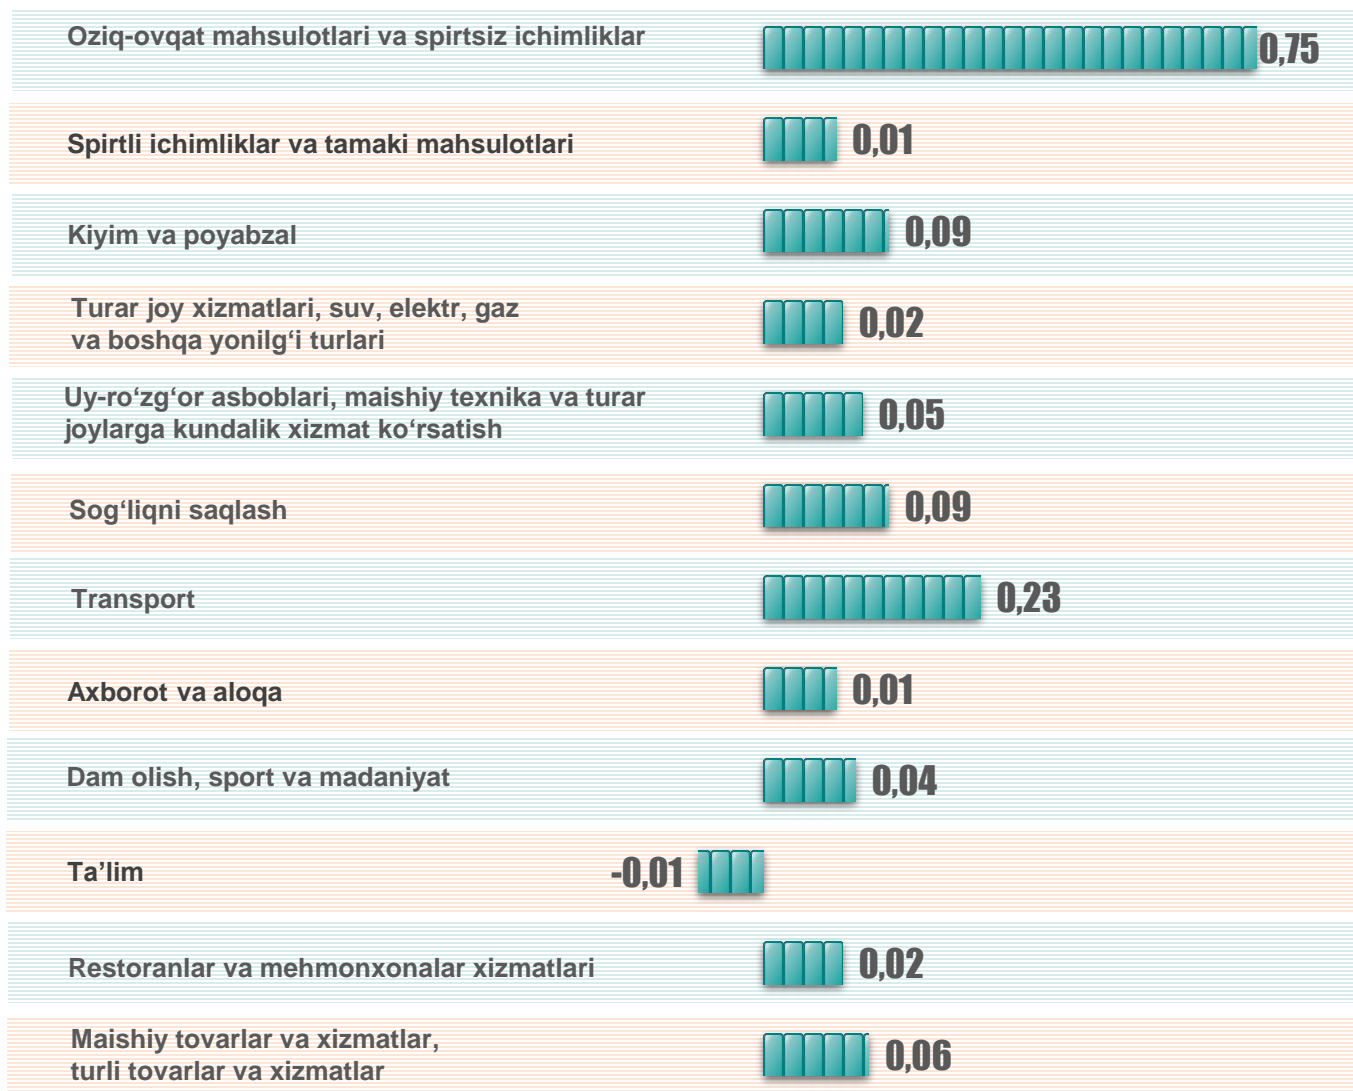 Oziq-ovqat mahsulotlari va spirtsiz ichimliklar
0,75
Spirtli ichimliklar va tamaki mahsulotlari
0,01
Kiyim va poyabzal
0,09
Turar joy xizmatlari, suv, elektr, gaz
va boshqa yonilg‘i turlari
0,02
Uy-ro‘zg‘or asboblari, maishiy texnika va turar
joylarga kundalik xizmat ko‘rsatish
0,05
Sog‘liqni saqlash
0,09
Transport
0,23
Axborot va aloqa
0,01
Dam olish, sport va madaniyat
0,04
Ta’lim
-0,01
Restoranlar va mehmonxonalar xizmatlari
0,02
Maishiy tovarlar va xizmatlar,
turli tovarlar va xizmatlar
0,06